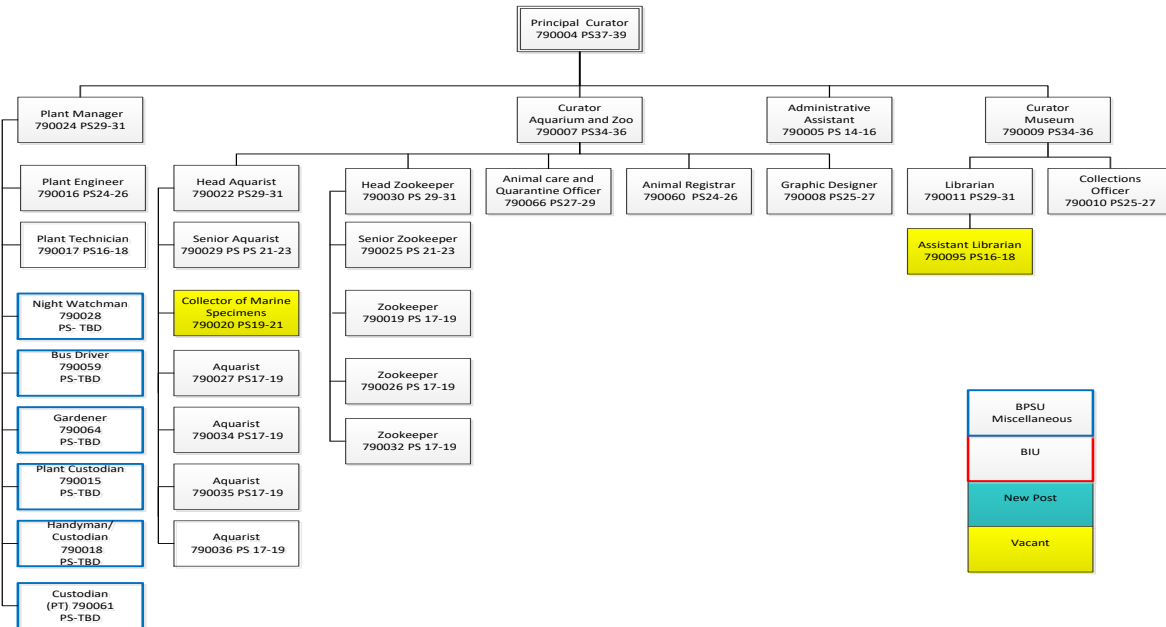 Principal Curator
790004 PS37-39
Plant Manager
790024 PS29-31
Curator
Aquarium and Zoo
790007 PS34-36
Administrative
Assistant
790005 PS 14-16
Curator
Museum
790009 PS34-36
Plant Engineer
790016 PS24-26
Head Aquarist
790022 PS29-31
Head Zookeeper
790030 PS 29-31
Animal care and
Quarantine Officer
790066 PS27-29
Animal Registrar
790060 PS24-26
Graphic Designer
790008 PS25-27
Librarian
790011 PS29-31
Collections
Officer
790010 PS25-27
Plant Technician
790017 PS16-18
Senior Aquarist
790029 PS PS 21-23
Senior Zookeeper
790025 PS 21-23
Assistant Librarian
790095 PS16-18
Night Watchman
790028
PS- TBD
Collector of Marine
Specimens
790020 PS19-21
Zookeeper
790019 PS 17-19
Bus Driver
790059
PS-TBD
Aquarist
790027 PS17-19
Zookeeper
790026 PS 17-19
Gardener
790064
PS-TBD
Aquarist
790034 PS17-19
Zookeeper
790032 PS 17-19
Plant Custodian
790015
PS-TBD
Aquarist
790035 PS17-19
Handyman/
Custodian
790018
PS-TBD
Aquarist
790036 PS 17-19
Custodian
(PT) 790061
PS-TBD
BPSU
Miscellaneous
BIU
New Post
Vacant